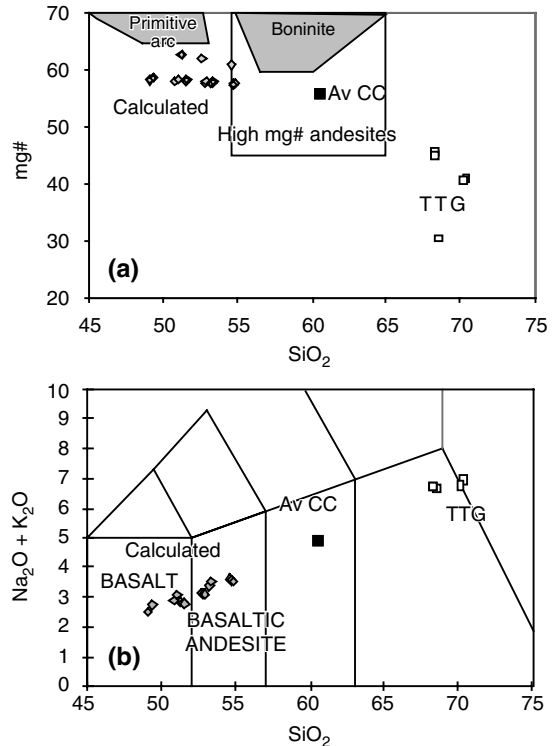 70
Primitive
arc
Boninite
60
Av CC
Calculated
High mg# andesites
50
mg#
40
TTG
30
(a)
20
45 50 55 60 65 70 75
SiO₂
10
9
8
7
Av CC
6
TTG
5
Calculated
4
BASALT
3
BASALTIC
ANDESITE
2
1
(b)
0
Na₂O + K₂O
45 50 55 60 65 70 75
SiO₂